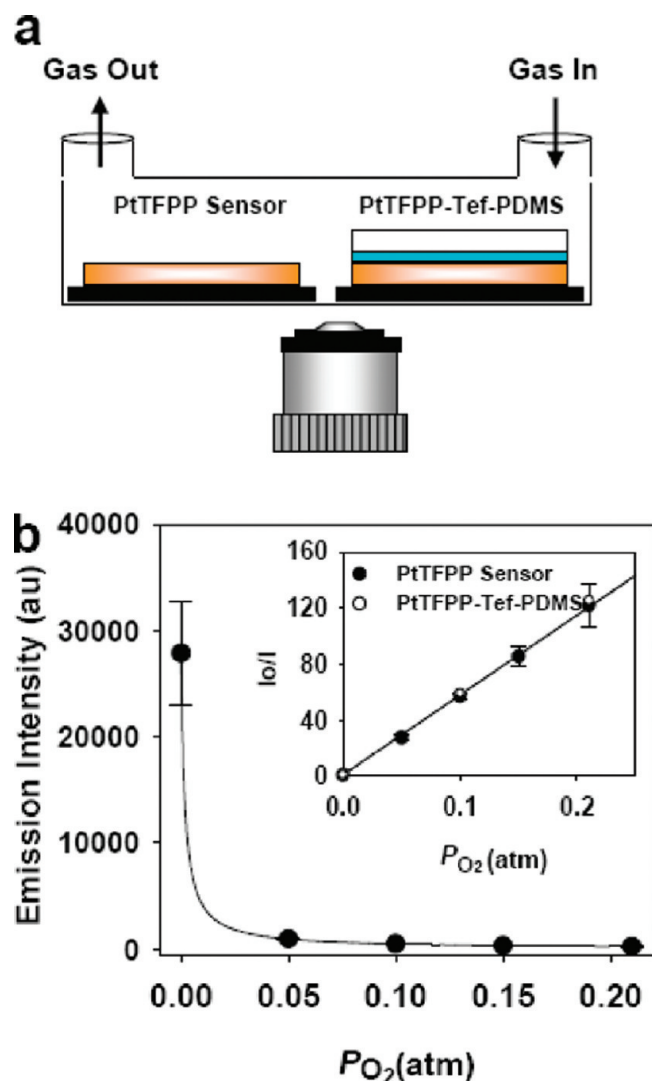 a
Gas Out Gas In
PtTFPP Sensor PtTFPP-Tef-PDMS
b
Emission Intensity (au)
40000
30000
20000
10000
0
0.00 0.05 0.10 0.15 0.20
PO2(atm)
Io/I
160
120
80
40
0
PtTFPP Sensor
PtTFPP-Tef-PDMS
0.0 0.1 0.2
PO2(atm)